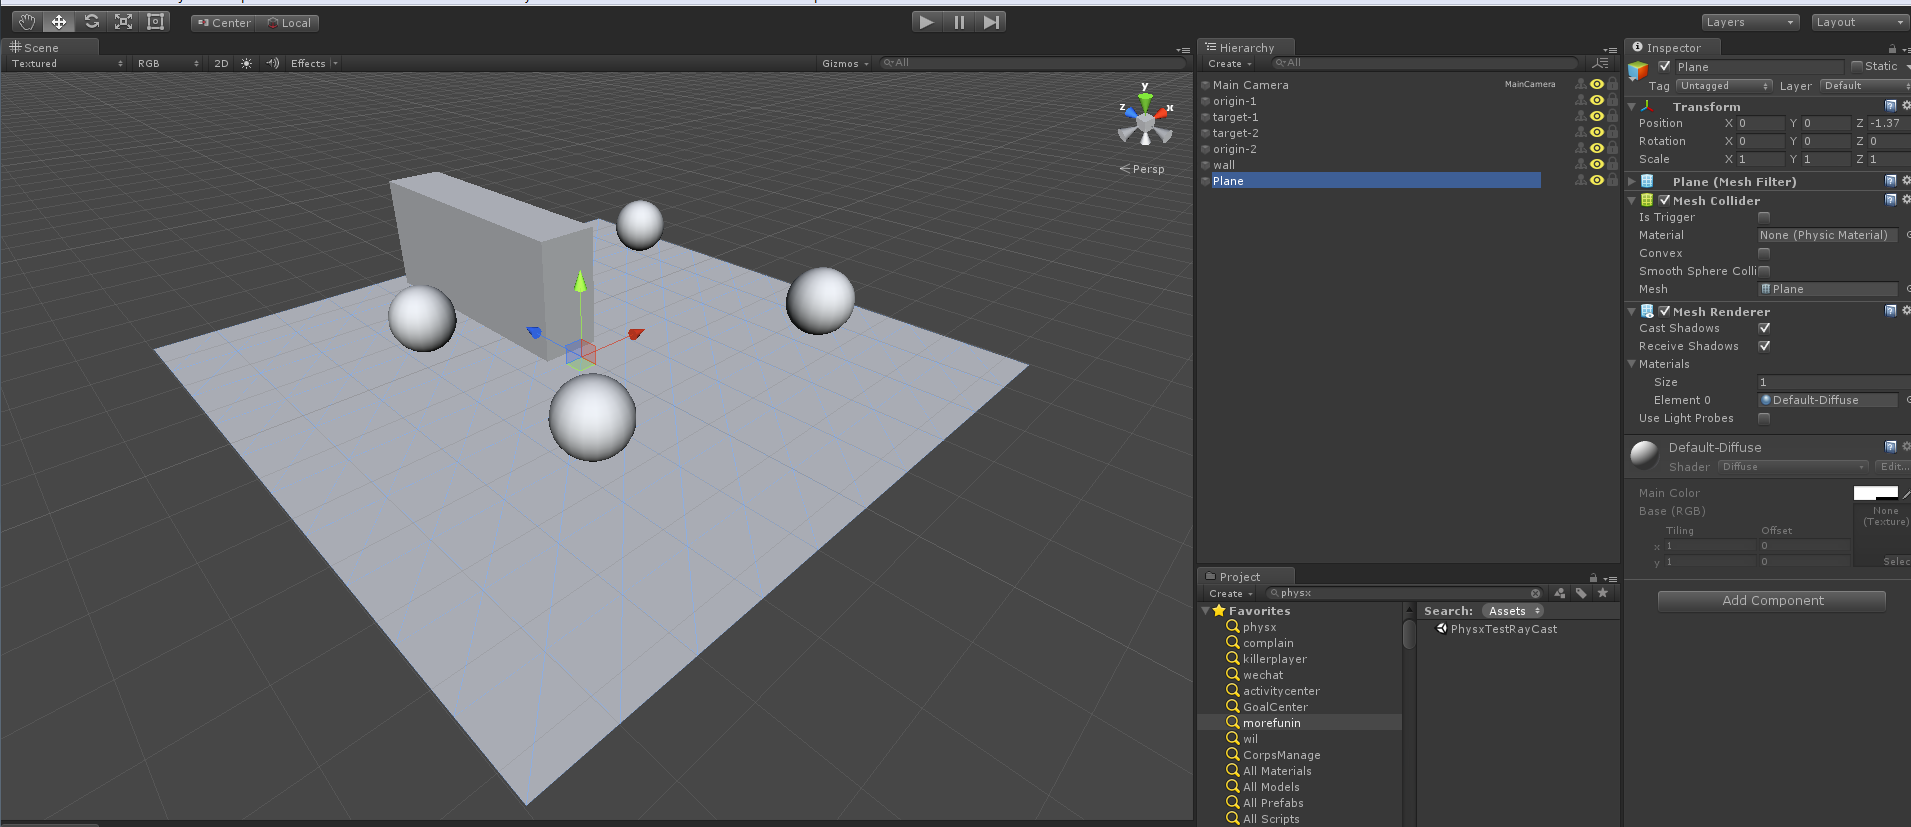 Center Local
Layers Layout
Scene
Textured RGB 2D Effects Gizmos All
y
z x
Persp
Hierarchy
Create All
Main Camera MainCamera
origin-1
target-1
target-2
origin-2
wall
Plane
Project
Create physx
Favorites
physx
complain
killerplayer
wechat
activitycenter
GoalCenter
morefunin
wil
CorpsManage
All Materials
All Models
All Prefabs
All Scripts
Search: Assets
PhysxTestRayCast
Inspector
Plane Static
Tag Untagged Layer Default
Transform
Position X 0 Y 0 Z -1.37
Rotation X 0 Y 0 Z 0
Scale X 1 Y 1 Z 1
Plane (Mesh Filter)
Mesh Collider
Is Trigger
Material None (Physic Material)
Convex
Smooth Sphere Colli
Mesh Plane
Mesh Renderer
Cast Shadows
Receive Shadows
Materials
Size 1
Element 0 Default-Diffuse
Use Light Probes
Default-Diffuse
Shader Diffuse Edit...
Main Color
Base (RGB) None
(Texture)
Tiling Offset
x 1 0
y 1 0 Selec
Add Component